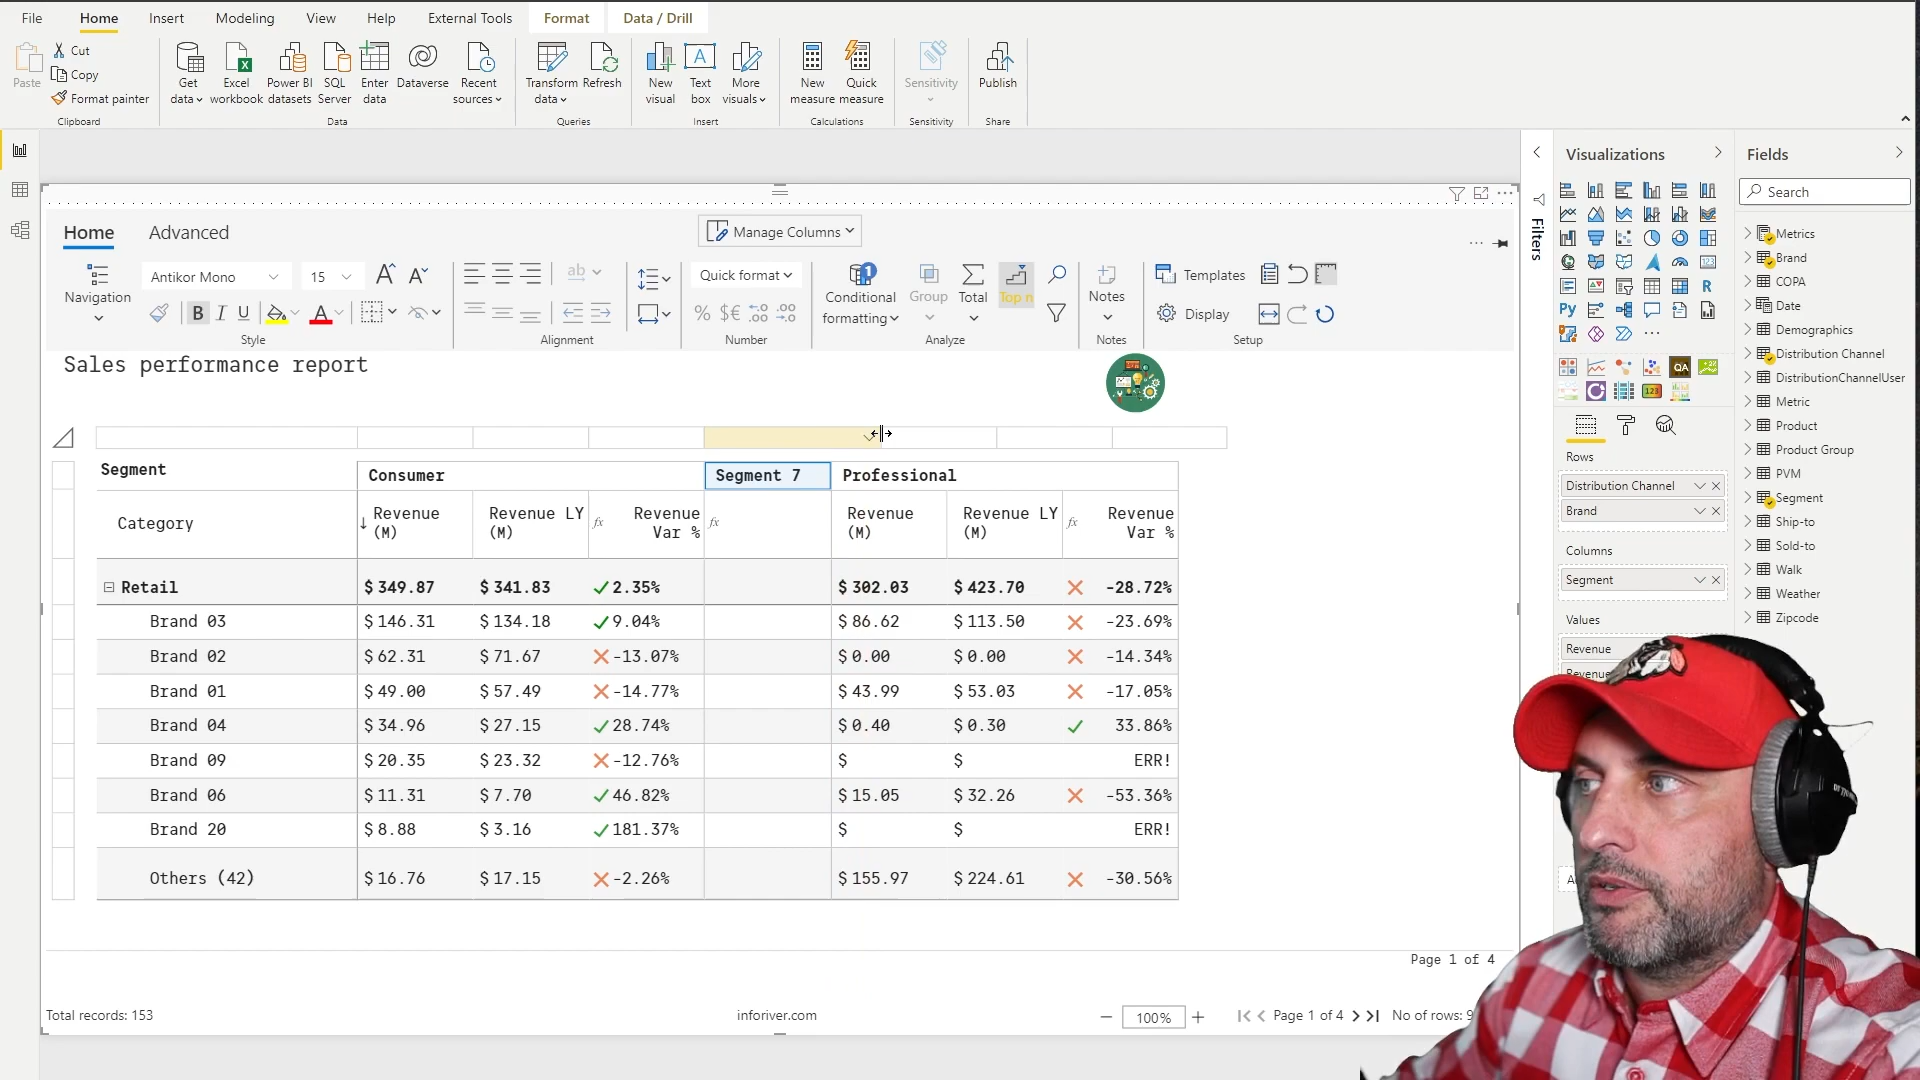 File Home Insert Modeling View Help External Tools Format Data / Drill
Paste
Cut
Copy
Format painter
Clipboard
Get data
Excel workbook
Power BI datasets
SQL Server
Enter data
Dataverse
Recent sources
Data
Transform data
Refresh
Queries
New visual
Text box
More visuals
Insert
New measure
Quick measure
Calculations
Sensitivity
Sensitivity
Publish
Share
Home Advanced
Manage Columns
Navigation
Antikor Mono 15
B I U A
Style
ab
Alignment
Quick format
% $€ .00
Number
Conditional formatting
Group
Total
Top n
Analyze
Notes
Notes
Templates
Display
Setup
Sales performance report
Segment Consumer Segment 7 Professional
Category Revenue (M) Revenue LY (M) fx Revenue Var % fx Revenue (M) Revenue LY (M) fx Revenue Var %
Retail $ 349.87 $ 341.83 2.35% $ 302.03 $ 423.70 -28.72%
Brand 03 $ 146.31 $ 134.18 9.04% $ 86.62 $ 113.50 -23.69%
Brand 02 $ 62.31 $ 71.67 -13.07% $ 0.00 $ 0.00 -14.34%
Brand 01 $ 49.00 $ 57.49 -14.77% $ 43.99 $ 53.03 -17.05%
Brand 04 $ 34.96 $ 27.15 28.74% $ 0.40 $ 0.30 33.86%
Brand 09 $ 20.35 $ 23.32 -12.76% $ $ ERR!
Brand 06 $ 11.31 $ 7.70 46.82% $ 15.05 $ 32.26 -53.36%
Brand 20 $ 8.88 $ 3.16 181.37% $ $ ERR!
Others (42) $ 16.76 $ 17.15 -2.26% $ 155.97 $ 224.61 -30.56%
Page 1 of 4
Total records: 153
inforiver.com
100%
Page 1 of 4
No of rows: 9
Filters
Visualizations
R
Py
QA
123
Rows
Distribution Channel
Brand
Columns
Segment
Values
Revenue
Revenue
Fields
Search
Metrics
Brand
COPA
Date
Demographics
Distribution Channel
DistributionChannelUser
Metric
Product
Product Group
PVM
Segment
Ship-to
Sold-to
Walk
Weather
Zipcode